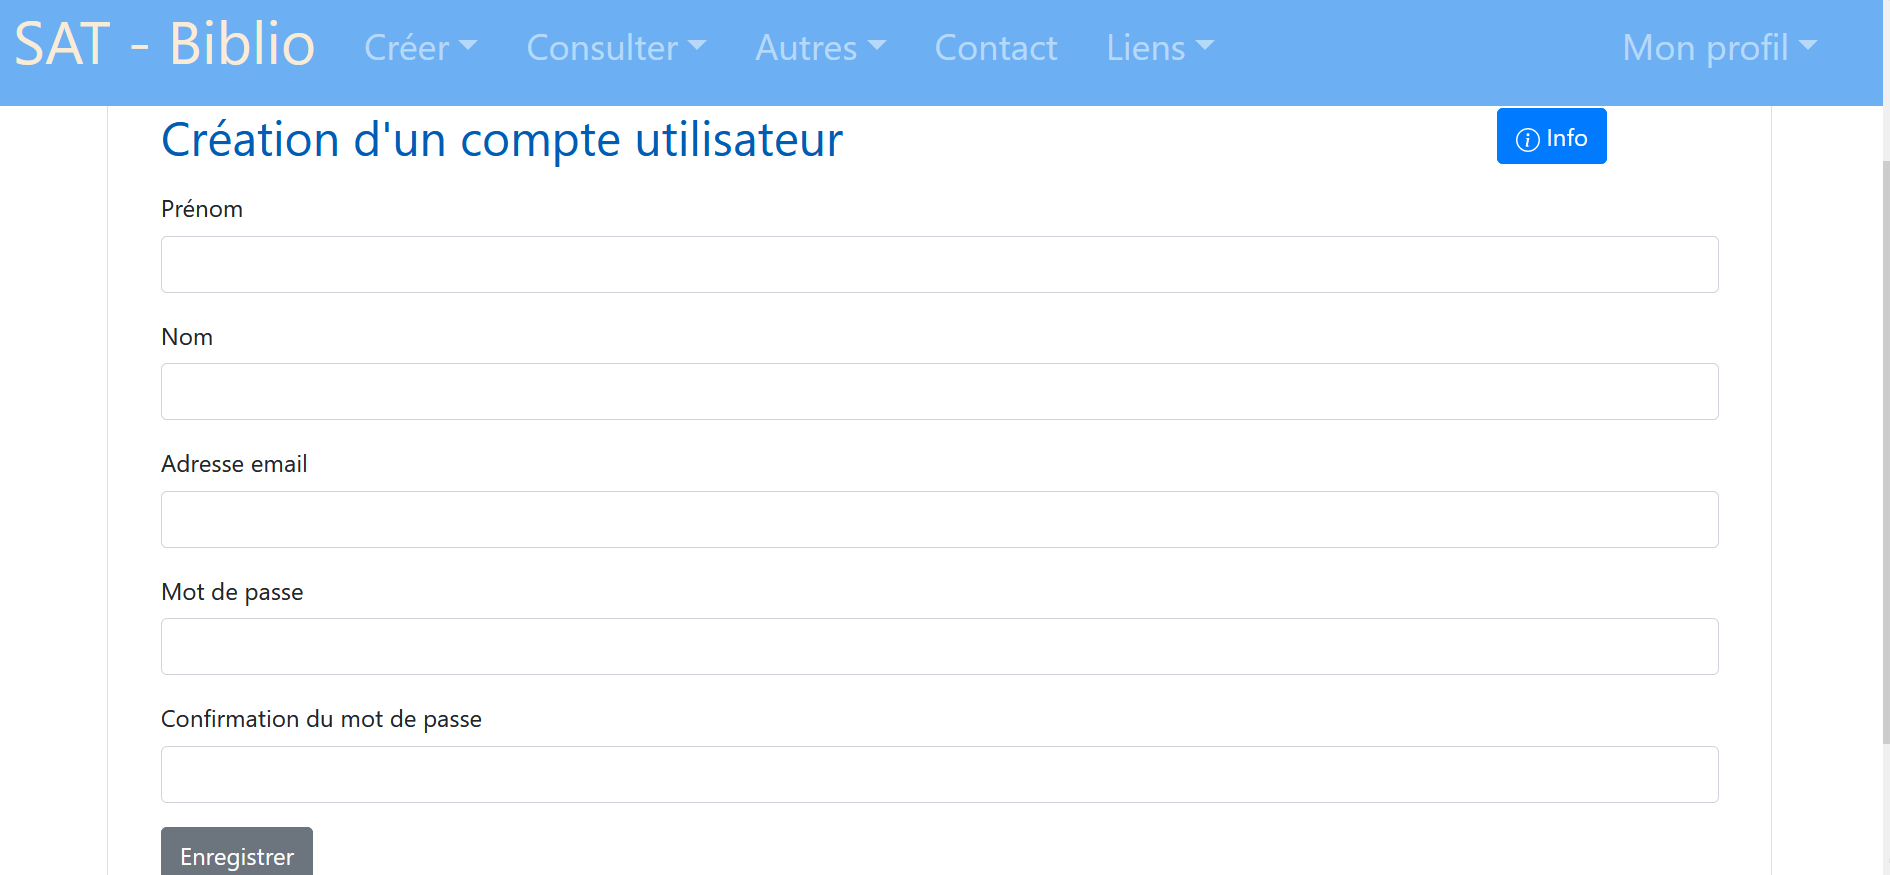 SAT - Biblio Créer Consulter Autres Contact Liens Mon profil
Création d'un compte utilisateur Info
Prénom
Nom
Adresse email
Mot de passe
Confirmation du mot de passe
Enregistrer